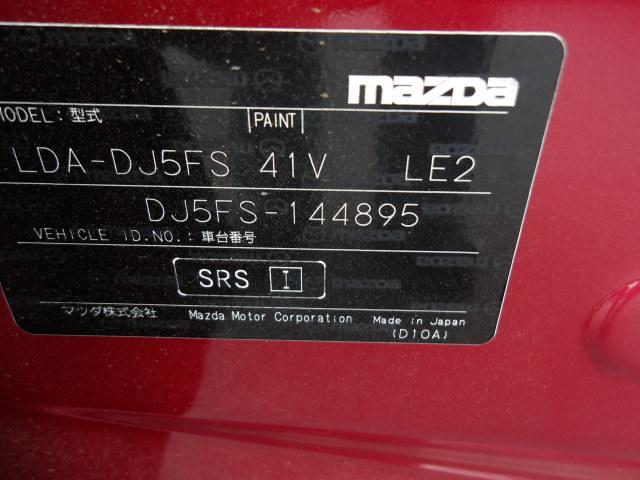 mazda
MODEL: 型式 PAINT
LDA-DJ5FS 41V LE2
DJ5FS-144895
VEHICLE ID.NO.: 車台番号
SRS I
マツダ株式会社 Mazda Motor Corporation Made in Japan
(D10A)